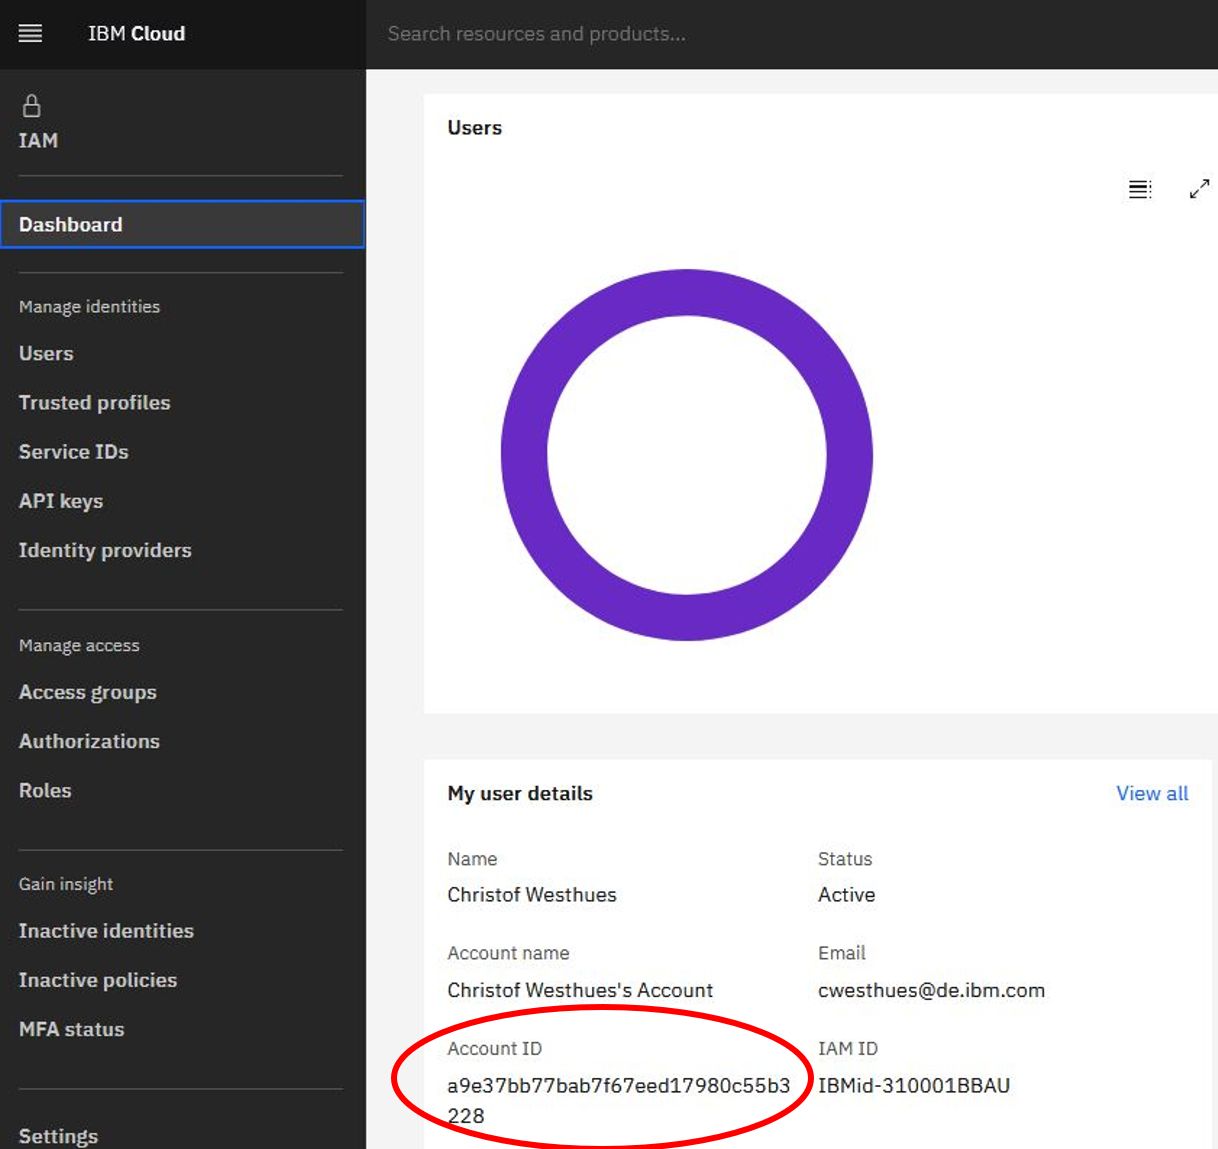 IBM Cloud
Search resources and products...
IAM
Dashboard
Manage identities
Users
Trusted profiles
Service IDs
API keys
Identity providers
Manage access
Access groups
Authorizations
Roles
Gain insight
Inactive identities
Inactive policies
MFA status
Settings
Users
My user details
View all
Name
Christof Westhues
Status
Active
Account name
Christof Westhues's Account
Email
cwesthues@de.ibm.com
Account ID
a9e37bb77bab7f67eed17980c55b3
228
IAM ID
IBMid-310001BBAU